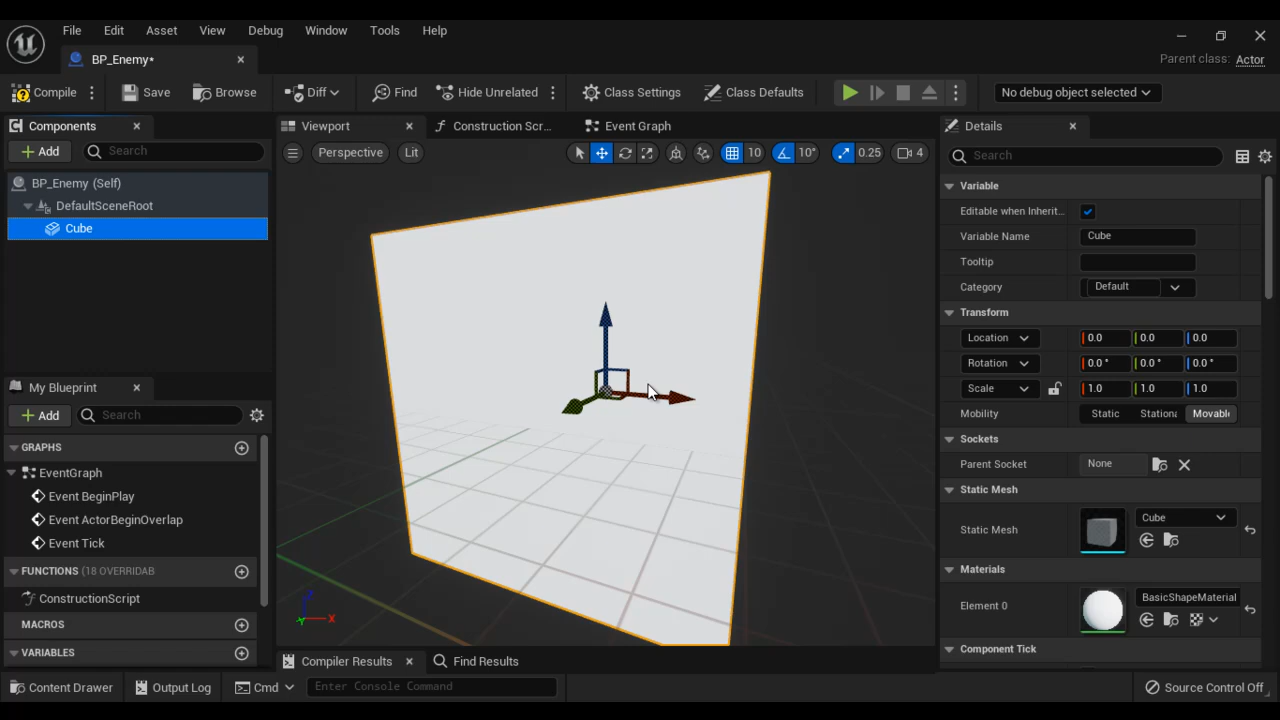 File Edit Asset View Debug Window Tools Help
BP_Enemy*
Parent class: Actor
Compile Save Browse Diff Find Hide Unrelated Class Settings Class Defaults No debug object selected
Components Viewport Construction Scr... Event Graph Details
Add Search Perspective Lit 10 10° 0.25 4 Search
BP_Enemy (Self)
DefaultSceneRoot
Cube
Variable
Editable when Inherit...
Variable Name Cube
Tooltip
Category Default
Transform
Location 0.0 0.0 0.0
Rotation 0.0 ° 0.0 ° 0.0 °
Scale 1.0 1.0 1.0
Mobility Static Stationa Movabl
Sockets
Parent Socket None
Static Mesh
Static Mesh Cube
Materials
Element 0 BasicShapeMaterial
Component Tick
My Blueprint
Add Search
GRAPHS
EventGraph
Event BeginPlay
Event ActorBeginOverlap
Event Tick
FUNCTIONS (18 OVERRIDAB
ConstructionScript
MACROS
VARIABLES
Z
X
Y
Compiler Results Find Results
Content Drawer Output Log Cmd Enter Console Command Source Control Off